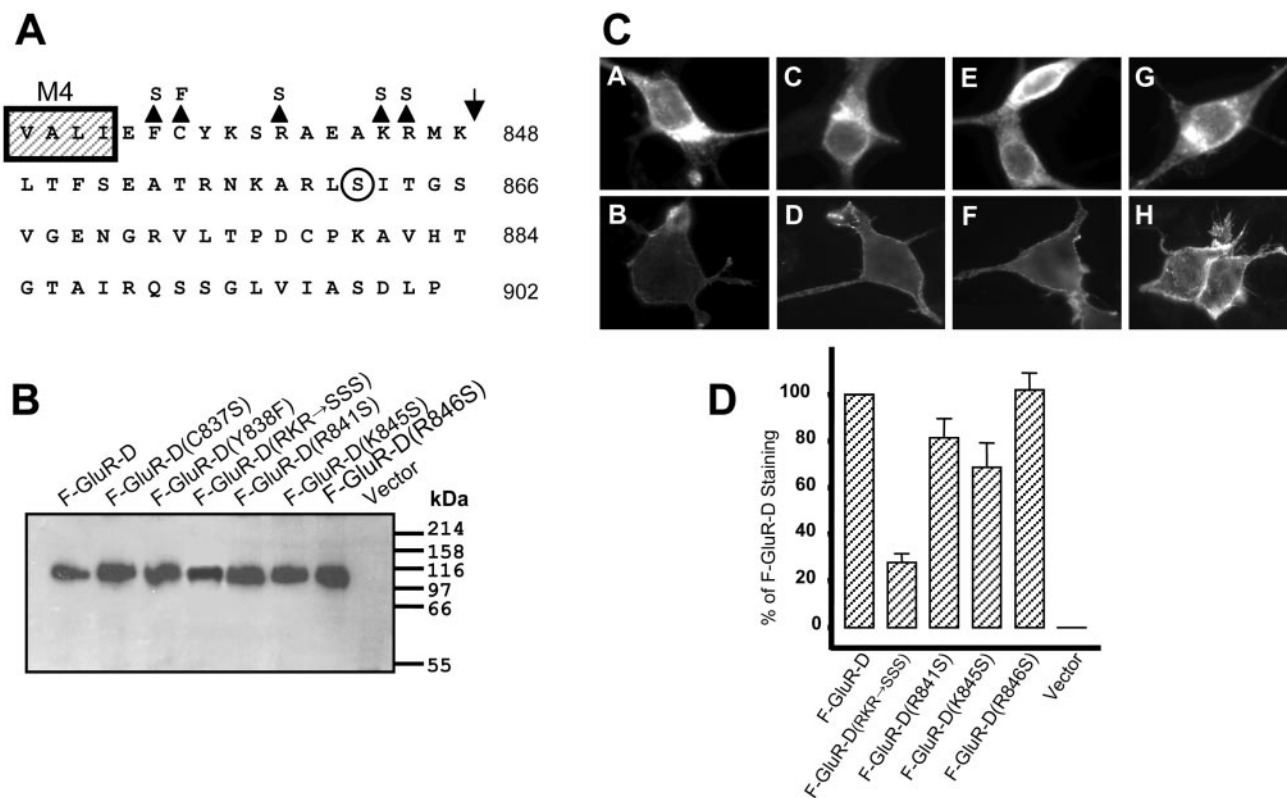 A
M4
S F S S S
V A L I E F C Y K S R A E A K R M K 848
L T F S E A T R N K A R L S I T G S 866
V G E N G R V L T P D C P K A V H T 884
G T A I R Q S S G L V I A S D L P 902
B
F-GluR-D
F-GluR-D(C837S)
F-GluR-D(Y838F)
F-GluR-D(RKR→SSS)
F-GluR-D(R841S)
F-GluR-D(K845S)
F-GluR-D(R846S)
Vector
kDa
214
158
116
97
66
55
C
A C E G
B D F H
D
% of F-GluR-D Staining
100
80
60
40
20
0
F-GluR-D
F-GluR-D(RKR→SSS)
F-GluR-D(R841S)
F-GluR-D(K845S)
F-GluR-D(R846S)
Vector